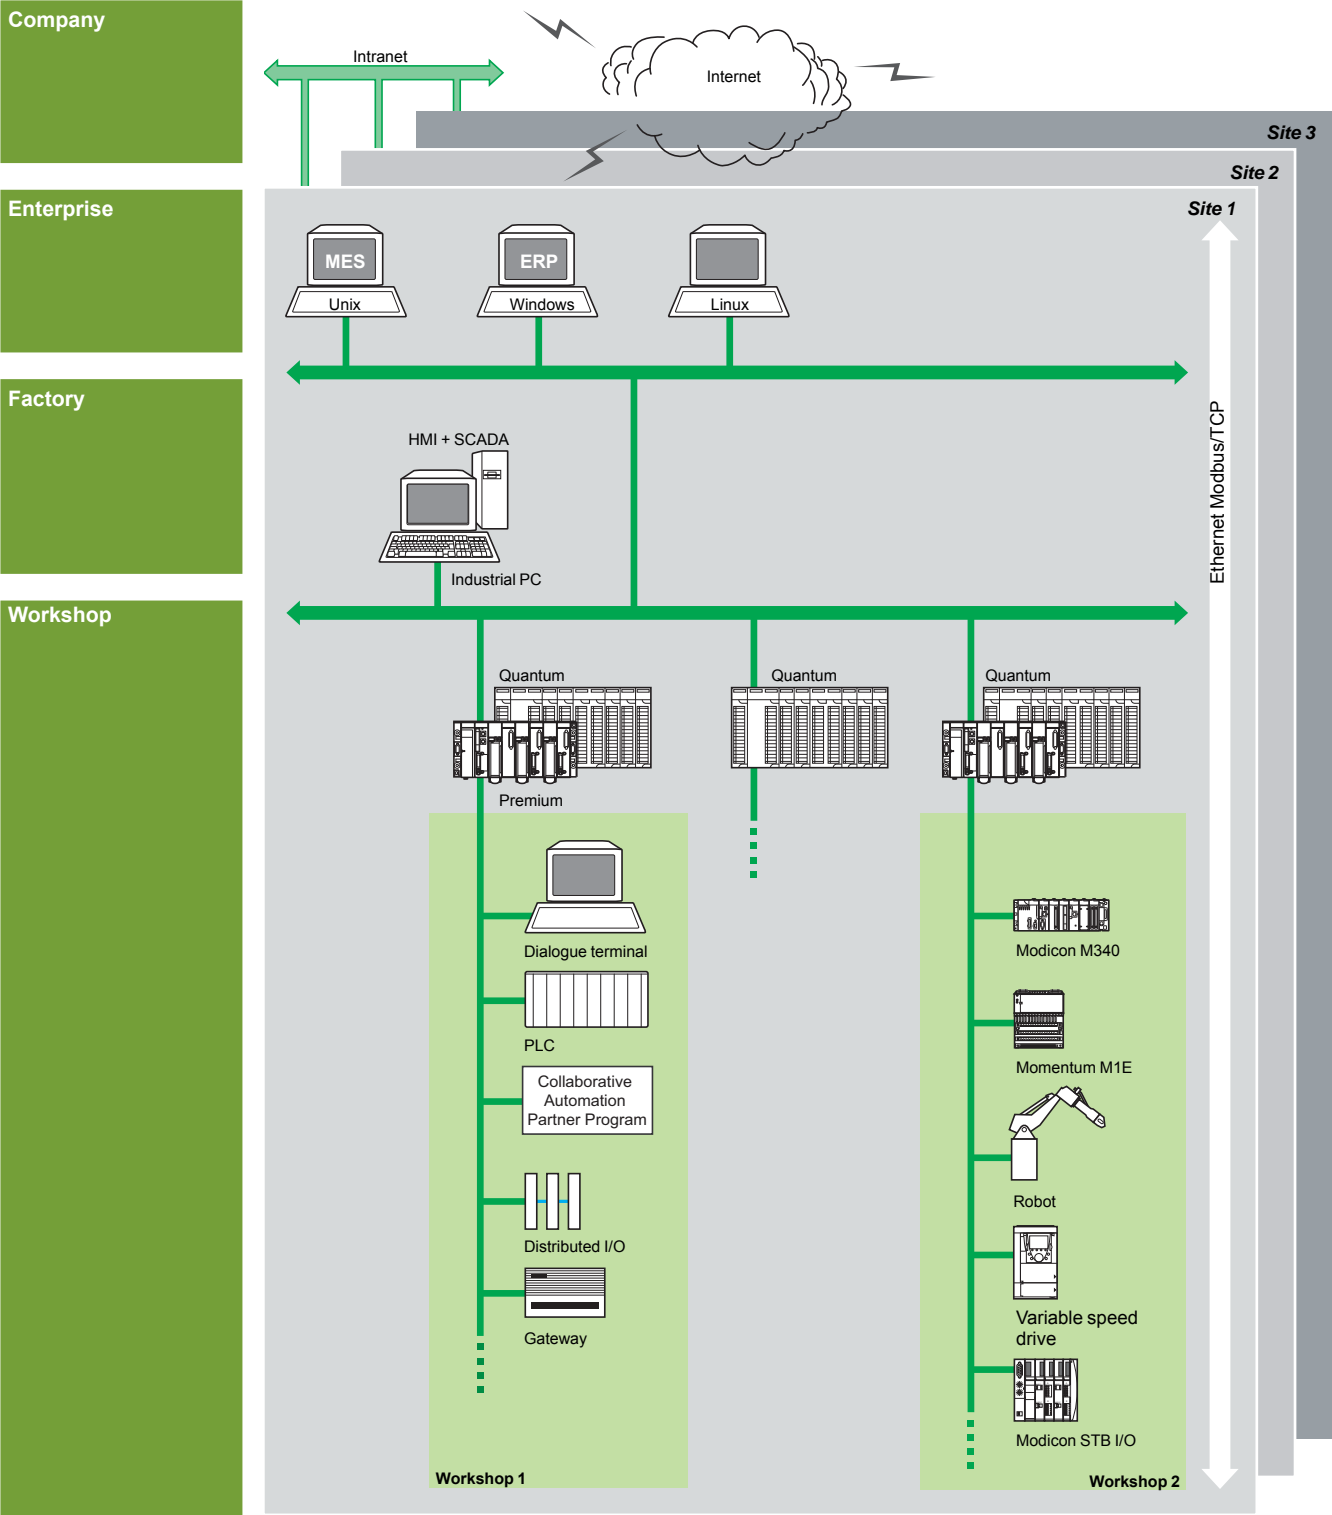 Company
Intranet
Internet
Site 3
Site 2
Enterprise
Site 1
MES
ERP
Unix
Windows
Linux
Factory
HMI + SCADA
Ethernet Modbus/TCP
Industrial PC
Workshop
Quantum
Quantum
Quantum
Premium
Dialogue terminal
PLC
Collaborative
Automation
Partner Program
Distributed I/O
Gateway
Workshop 1
Modicon M340
Momentum M1E
Robot
Variable speed
drive
Modicon STB I/O
Workshop 2